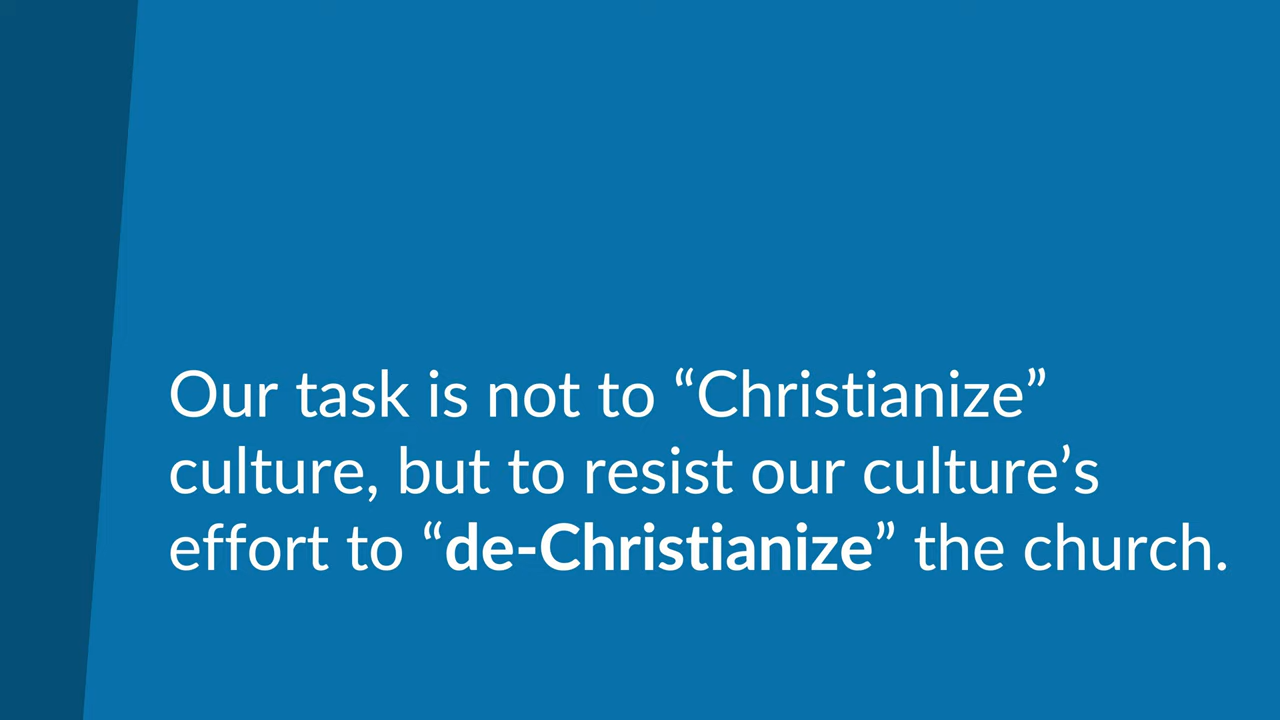 Our task is not to “Christianize”
culture, but to resist our culture’s
effort to “de-Christianize” the church.